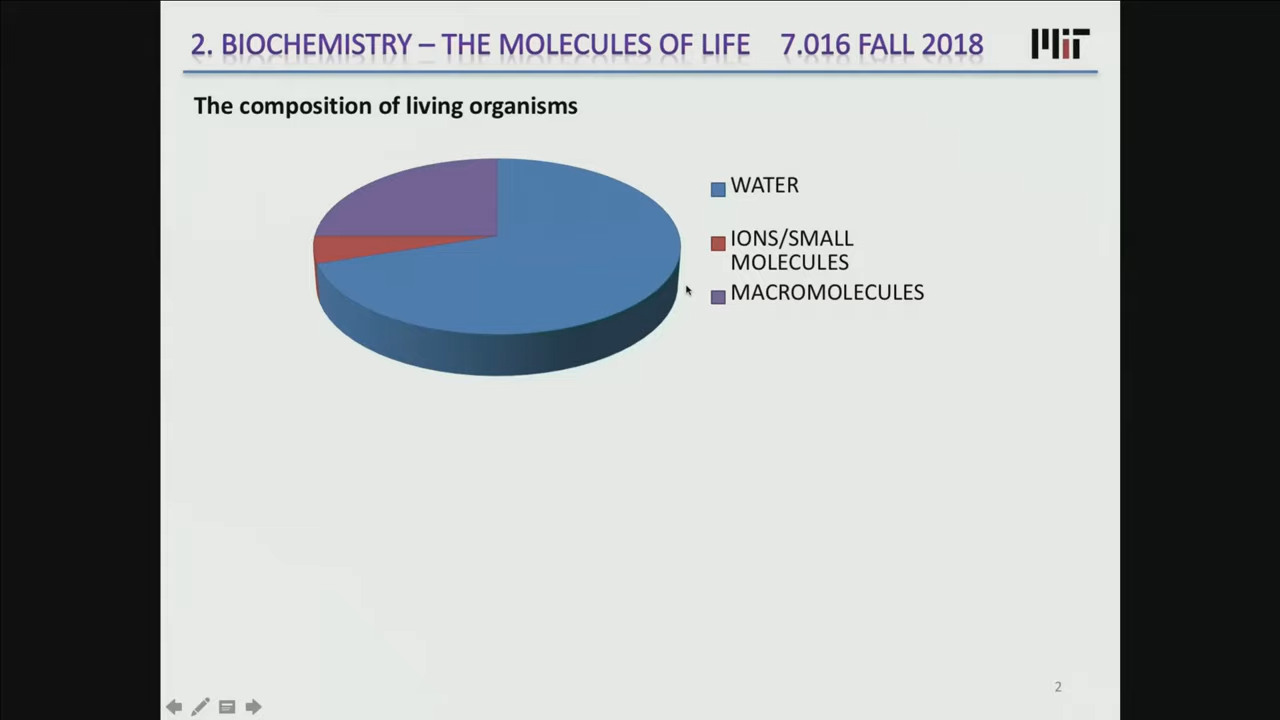 2. BIOCHEMISTRY – THE MOLECULES OF LIFE 7.016 FALL 2018 MIT
The composition of living organisms
WATER
IONS/SMALL
MOLECULES
MACROMOLECULES
2